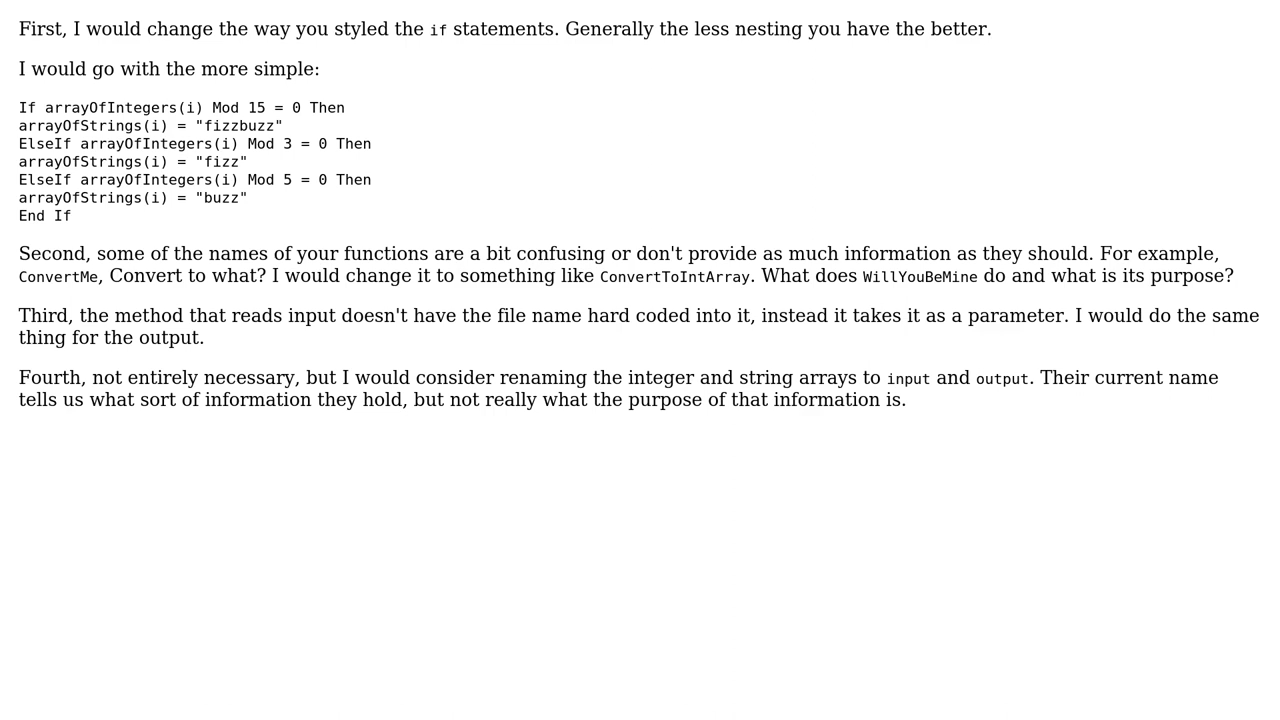 First, I would change the way you styled the if statements. Generally the less nesting you have the better.
I would go with the more simple:
If arrayOfIntegers(i) Mod 15 = 0 Then
arrayOfStrings(i) = "fizzbuzz"
ElseIf arrayOfIntegers(i) Mod 3 = 0 Then
arrayOfStrings(i) = "fizz"
ElseIf arrayOfIntegers(i) Mod 5 = 0 Then
arrayOfStrings(i) = "buzz"
End If
Second, some of the names of your functions are a bit confusing or don't provide as much information as they should. For example,
ConvertMe, Convert to what? I would change it to something like ConvertToIntArray. What does WillYouBeMine do and what is its purpose?
Third, the method that reads input doesn't have the file name hard coded into it, instead it takes it as a parameter. I would do the same
thing for the output.
Fourth, not entirely necessary, but I would consider renaming the integer and string arrays to input and output. Their current name
tells us what sort of information they hold, but not really what the purpose of that information is.